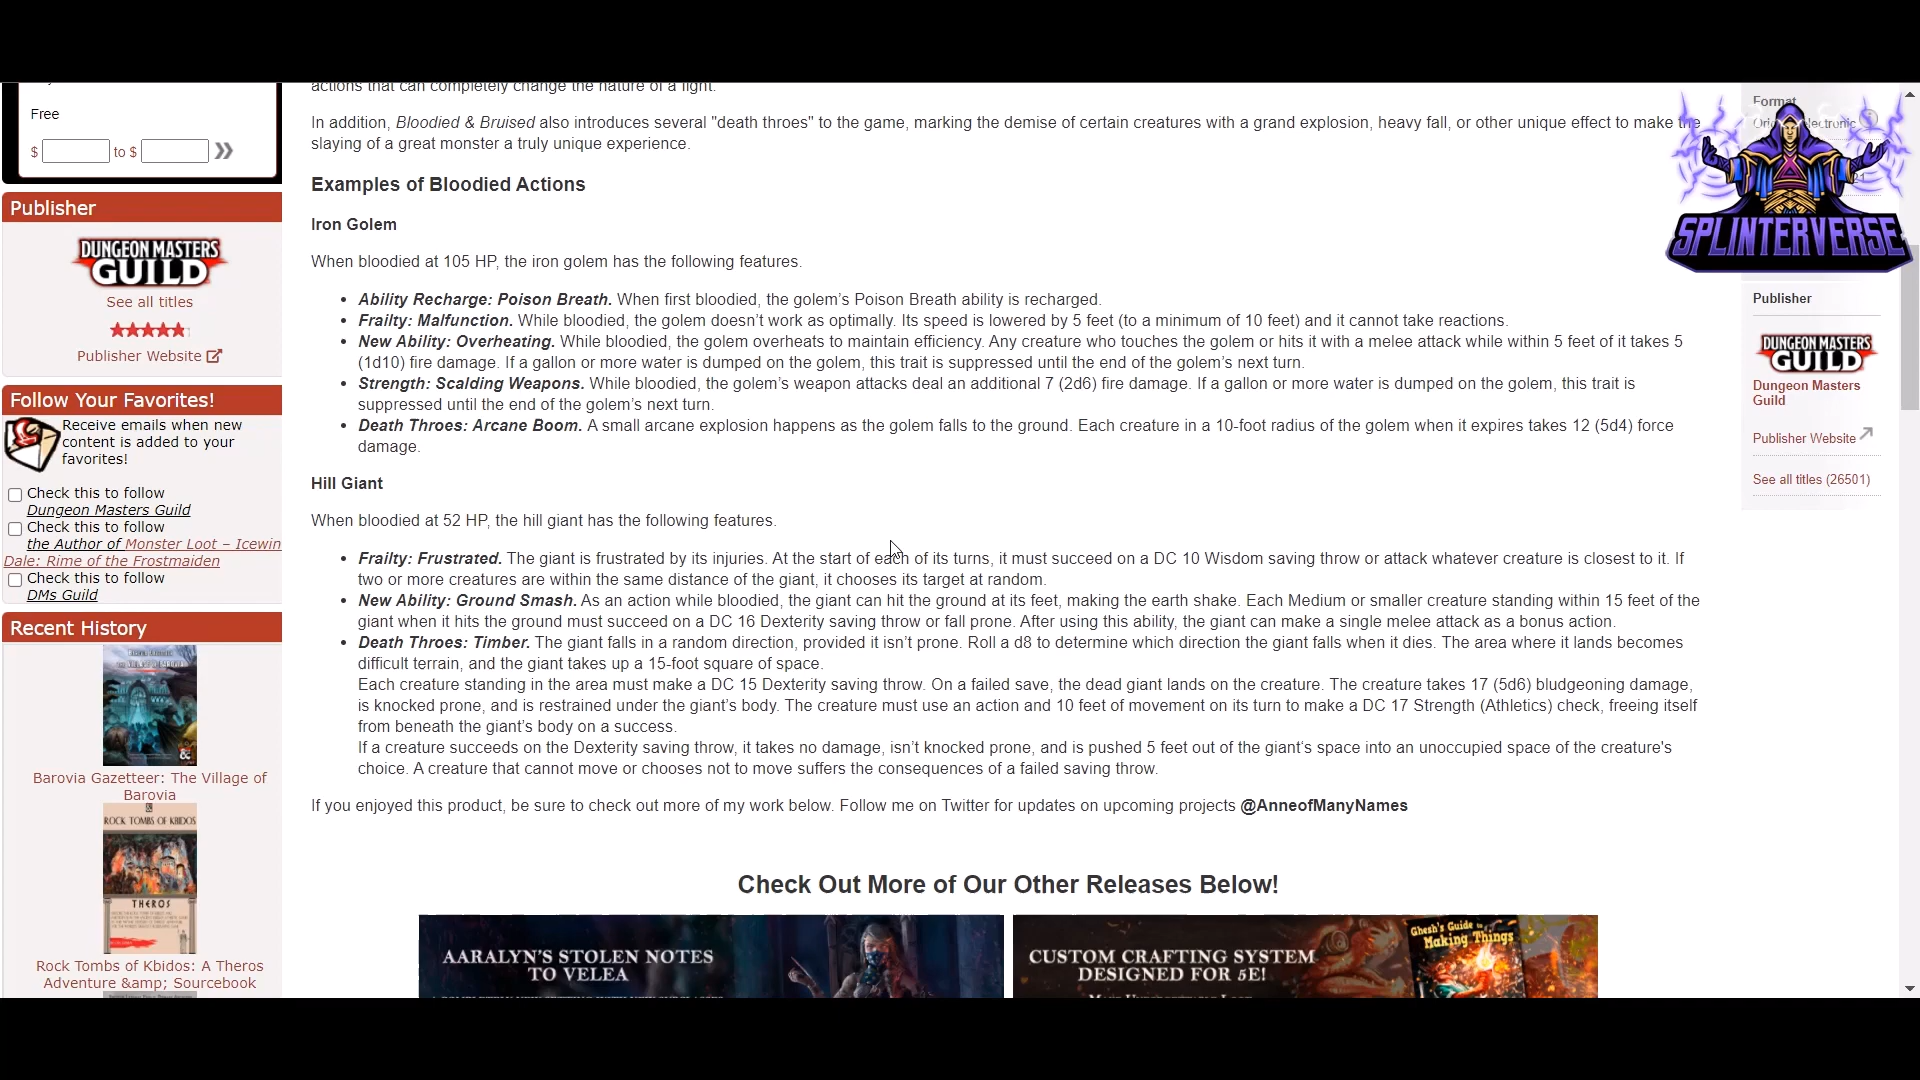 Free
$ to $
Publisher
DUNGEON MASTERS
GUILD
See all titles
Publisher Website
Follow Your Favorites!
Receive emails when new
content is added to your
favorites!
Check this to follow
Dungeon Masters Guild
Check this to follow
the Author of Monster Loot – Icewin
Dale: Rime of the Frostmaiden
Check this to follow
DMs Guild
Recent History
Barovia Gazetteer: The Village of
Barovia
ROCK TOMBS OF KBIDOS
THEROS
Rock Tombs of Kbidos: A Theros
Adventure &amp; Sourcebook
actions that can completely change the nature of a fight.
In addition, Bloodied & Bruised also introduces several "death throes" to the game, marking the demise of certain creatures with a grand explosion, heavy fall, or other unique effect to make the
slaying of a great monster a truly unique experience.
Examples of Bloodied Actions
Iron Golem
When bloodied at 105 HP, the iron golem has the following features.
• Ability Recharge: Poison Breath. When first bloodied, the golem’s Poison Breath ability is recharged.
• Frailty: Malfunction. While bloodied, the golem doesn’t work as optimally. Its speed is lowered by 5 feet (to a minimum of 10 feet) and it cannot take reactions.
• New Ability: Overheating. While bloodied, the golem overheats to maintain efficiency. Any creature who touches the golem or hits it with a melee attack while within 5 feet of it takes 5
(1d10) fire damage. If a gallon or more water is dumped on the golem, this trait is suppressed until the end of the golem’s next turn.
• Strength: Scalding Weapons. While bloodied, the golem’s weapon attacks deal an additional 7 (2d6) fire damage. If a gallon or more water is dumped on the golem, this trait is
suppressed until the end of the golem’s next turn.
• Death Throes: Arcane Boom. A small arcane explosion happens as the golem falls to the ground. Each creature in a 10-foot radius of the golem when it expires takes 12 (5d4) force
damage.
Hill Giant
When bloodied at 52 HP, the hill giant has the following features.
• Frailty: Frustrated. The giant is frustrated by its injuries. At the start of each of its turns, it must succeed on a DC 10 Wisdom saving throw or attack whatever creature is closest to it. If
two or more creatures are within the same distance of the giant, it chooses its target at random.
• New Ability: Ground Smash. As an action while bloodied, the giant can hit the ground at its feet, making the earth shake. Each Medium or smaller creature standing within 15 feet of the
giant when it hits the ground must succeed on a DC 16 Dexterity saving throw or fall prone. After using this ability, the giant can make a single melee attack as a bonus action.
• Death Throes: Timber. The giant falls in a random direction, provided it isn’t prone. Roll a d8 to determine which direction the giant falls when it dies. The area where it lands becomes
difficult terrain, and the giant takes up a 15-foot square of space.
Each creature standing in the area must make a DC 15 Dexterity saving throw. On a failed save, the dead giant lands on the creature. The creature takes 17 (5d6) bludgeoning damage,
is knocked prone, and is restrained under the giant’s body. The creature must use an action and 10 feet of movement on its turn to make a DC 17 Strength (Athletics) check, freeing itself
from beneath the giant’s body on a success.
If a creature succeeds on the Dexterity saving throw, it takes no damage, isn’t knocked prone, and is pushed 5 feet out of the giant’s space into an unoccupied space of the creature's
choice. A creature that cannot move or chooses not to move suffers the consequences of a failed saving throw.
If you enjoyed this product, be sure to check out more of my work below. Follow me on Twitter for updates on upcoming projects @AnneofManyNames
Check Out More of Our Other Releases Below!
AARALYN'S STOLEN NOTES
TO VELEA
CUSTOM CRAFTING SYSTEM
DESIGNED FOR 5E!
Ghesh's Guide to
Making Things
Format
SPLINTERVERSE
Publisher
DUNGEON MASTERS
GUILD
Dungeon Masters
Guild
Publisher Website
See all titles (26501)